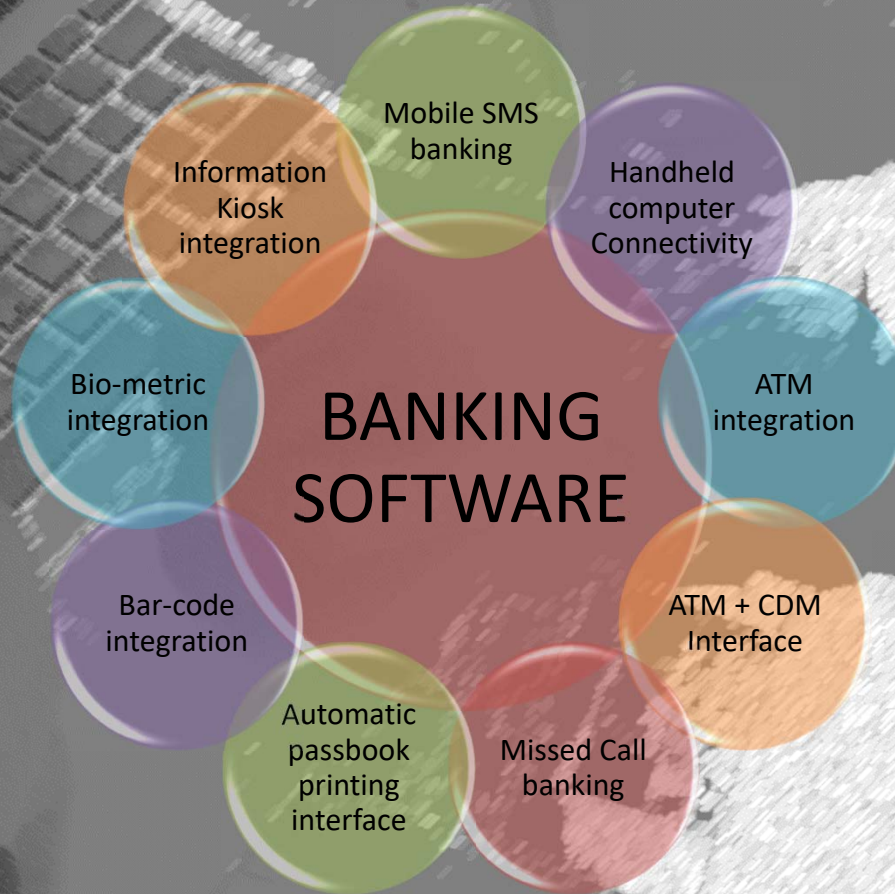 Mobile SMS
banking
Handheld
computer
Connectivity
ATM
integration
ATM + CDM
Interface
Missed Call
banking
Automatic
passbook
printing
interface
Bar-code
integration
Bio-metric
integration
Information
Kiosk
integration
BANKING
SOFTWARE